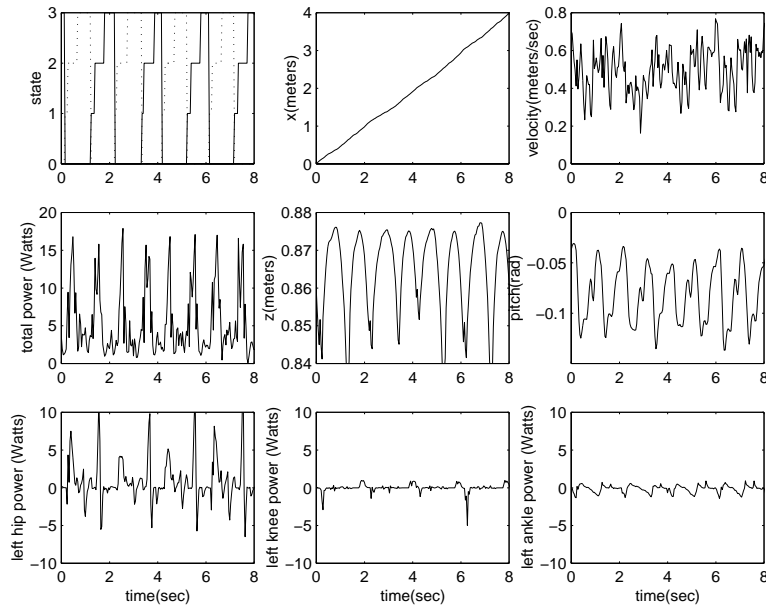 3
2
1
0
state
0 2 4 6 8
4
3
2
1
0
x(meters)
0 2 4 6 8
0.8
0.6
0.4
0.2
0
velocity(meters/sec)
0 2 4 6 8
20
15
10
5
0
total power (Watts)
0 2 4 6 8
0.88
0.87
0.86
0.85
0.84
z(meters)
0 2 4 6 8
−0.05
−0.1
pitch(rad)
0 2 4 6 8
10
5
0
−5
−10
left hip power (Watts)
0 2 4 6 8
time(sec)
10
5
0
−5
−10
left knee power (Watts)
0 2 4 6 8
time(sec)
10
5
0
−5
−10
left ankle power (Watts)
0 2 4 6 8
time(sec)